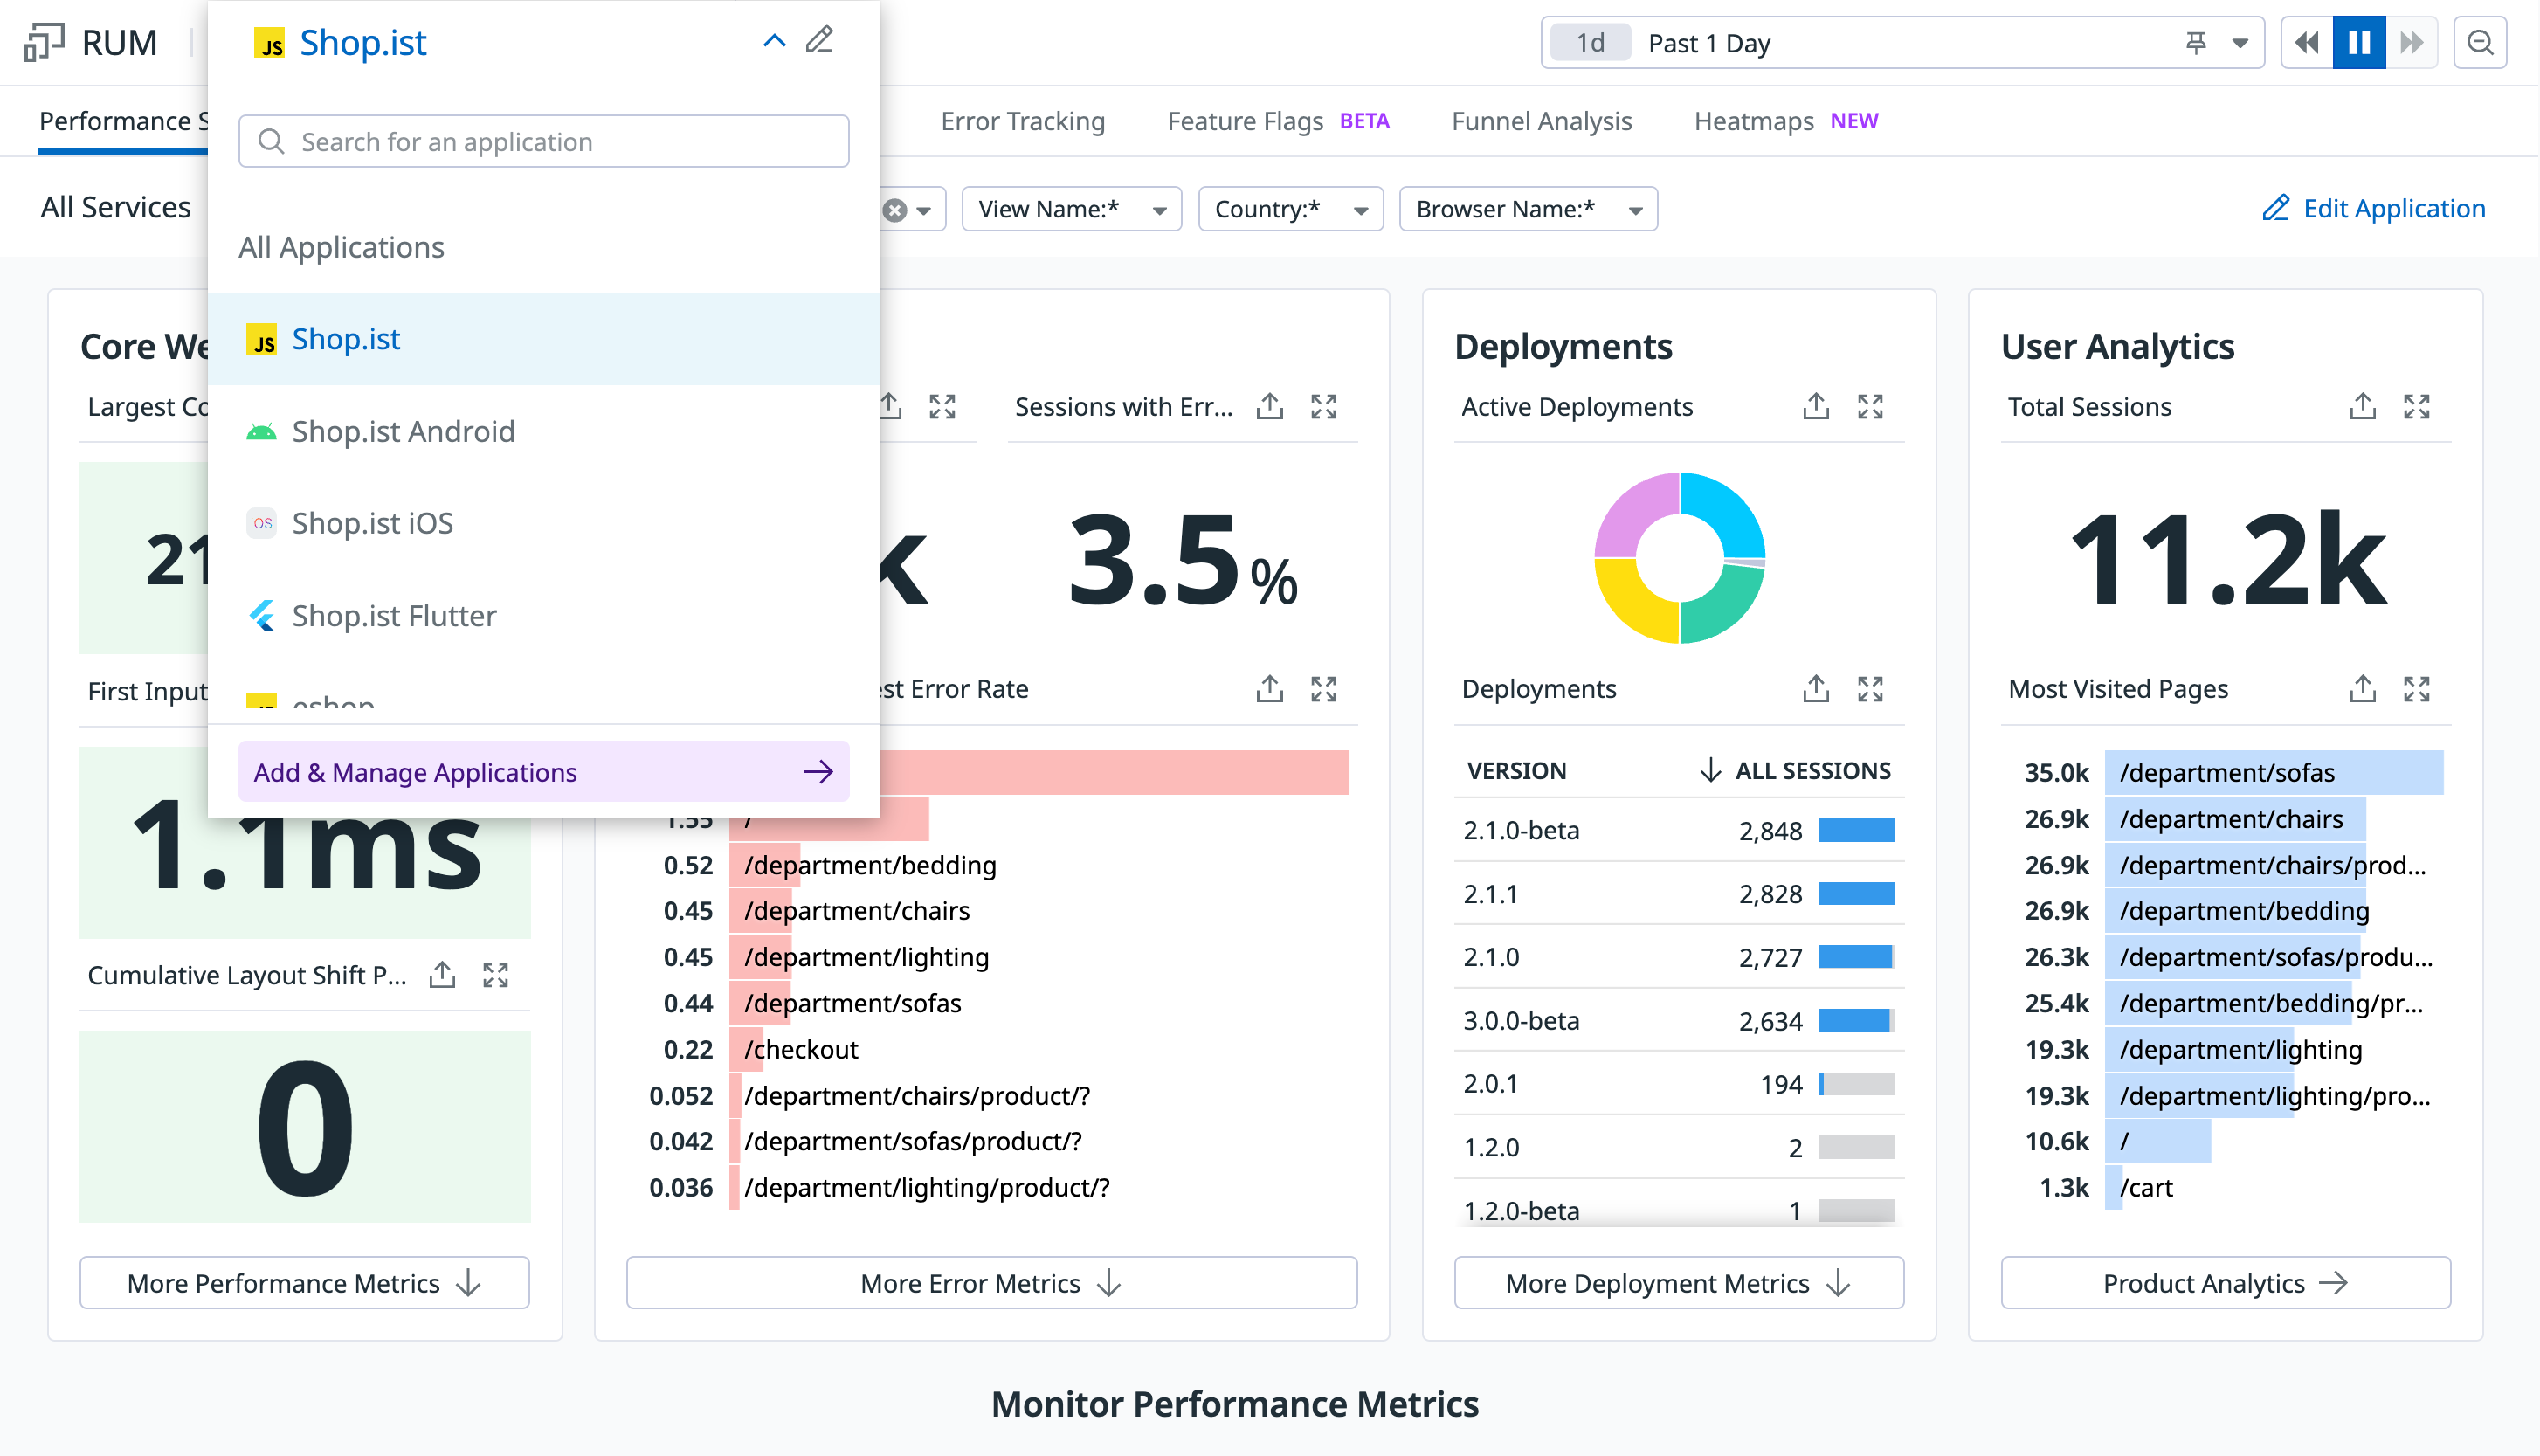 RUM
JS Shop.ist
1d Past 1 Day
Performance S
Error Tracking
Feature Flags BETA
Funnel Analysis
Heatmaps NEW
Search for an application
All Services
View Name:*
Country:*
Browser Name:*
Edit Application
All Applications
JS Shop.ist
Shop.ist Android
iOS Shop.ist iOS
Shop.ist Flutter
eshop
Add & Manage Applications
Core We
Largest Co
21
First Input
1.1ms
Cumulative Layout Shift P...
0
More Performance Metrics
k
Sessions with Err...
3.5%
est Error Rate
1.55 /
0.52 /department/bedding
0.45 /department/chairs
0.45 /department/lighting
0.44 /department/sofas
0.22 /checkout
0.052 /department/chairs/product/?
0.042 /department/sofas/product/?
0.036 /department/lighting/product/?
More Error Metrics
Deployments
Active Deployments
Deployments
VERSION ALL SESSIONS
2.1.0-beta 2,848
2.1.1 2,828
2.1.0 2,727
3.0.0-beta 2,634
2.0.1 194
1.2.0 2
1.2.0-beta 1
More Deployment Metrics
User Analytics
Total Sessions
11.2k
Most Visited Pages
35.0k /department/sofas
26.9k /department/chairs
26.9k /department/chairs/prod...
26.9k /department/bedding
26.3k /department/sofas/produ...
25.4k /department/bedding/pr...
19.3k /department/lighting
19.3k /department/lighting/pro...
10.6k /
1.3k /cart
Product Analytics
Monitor Performance Metrics